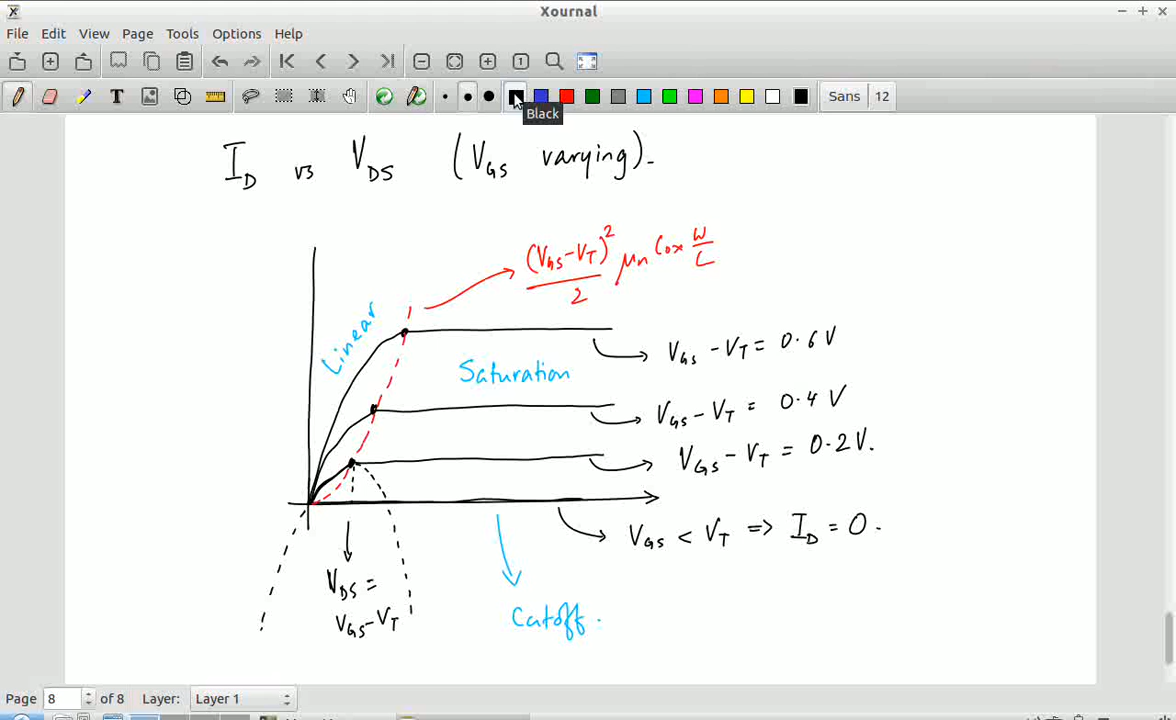 Xournal
File Edit View Page Tools Options Help
Sans 12
Black
I_D vs V_DS (V_GS varying).
(V_GS-V_T)^2/2 μn Cox W/L
Linear
V_GS - V_T = 0.6 V
Saturation
V_GS - V_T = 0.4 V
V_GS - V_T = 0.2 V.
V_GS < V_T => I_D = 0.
V_DS =
V_GS-V_T
Cutoff.
Page 8 of 8 Layer: Layer 1